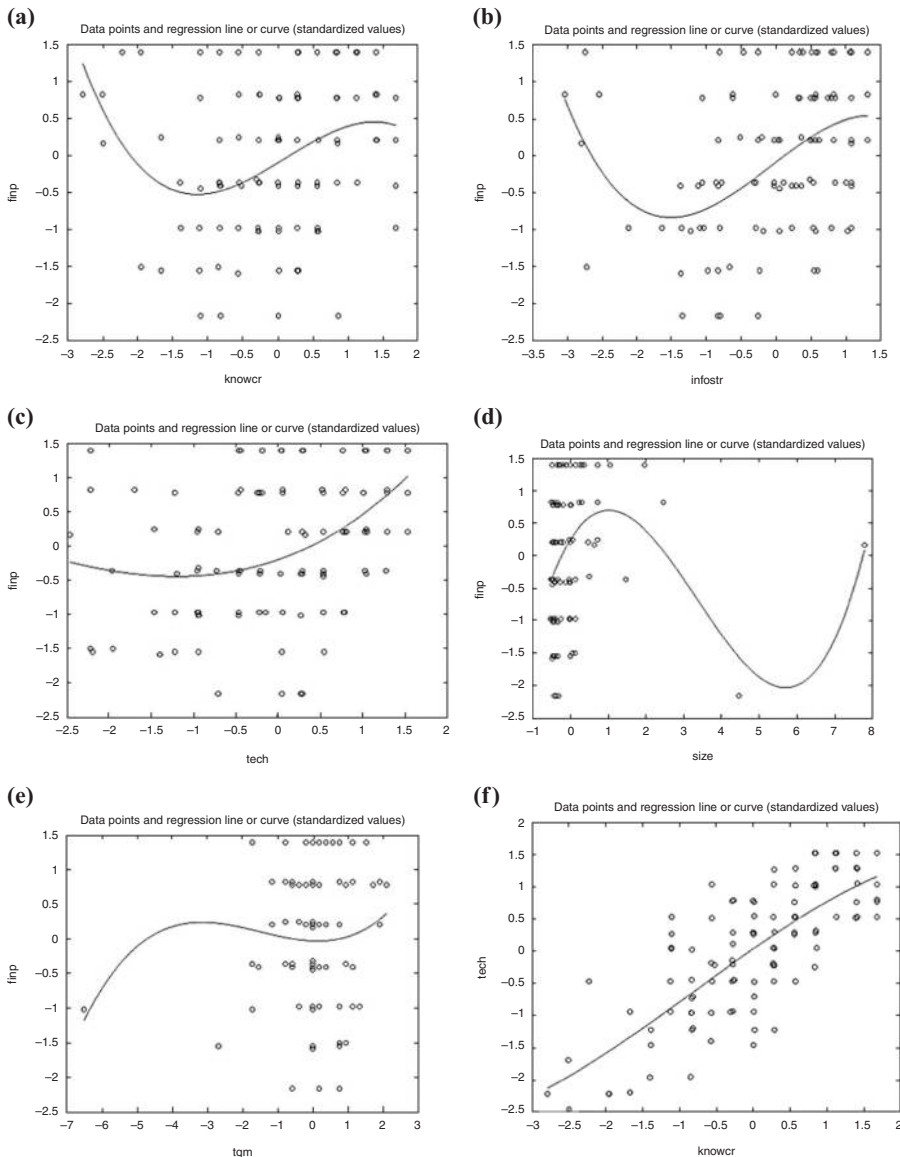 (a)
Data points and regression line or curve (standardized values)
1.5
1
0.5
0
−0.5
−1
−1.5
−2
−2.5
finp
−3 −2.5 −2 −1.5 −1 −0.5 0 0.5 1 1.5 2
knowcr
(b)
Data points and regression line or curve (standardized values)
1.5
1
0.5
0
−0.5
−1
−1.5
−2
−2.5
finp
−3.5 −3 −2.5 −2 −1.5 −1 −0.5 0 0.5 1 1.5
infostr
(c)
Data points and regression line or curve (standardized values)
1.5
1
0.5
0
−0.5
−1
−1.5
−2
−2.5
finp
−2.5 −2 −1.5 −1 −0.5 0 0.5 1 1.5 2
tech
(d)
Data points and regression line or curve (standardized values)
1.5
1
0.5
0
−0.5
−1
−1.5
−2
−2.5
finp
−1 0 1 2 3 4 5 6 7 8
size
(e)
Data points and regression line or curve (standardized values)
1.5
1
0.5
0
−0.5
−1
−1.5
−2
−2.5
finp
−7 −6 −5 −4 −3 −2 −1 0 1 2 3
tqm
(f)
Data points and regression line or curve (standardized values)
2
1.5
1
0.5
0
−0.5
−1
−1.5
−2
−2.5
tech
−3 −2.5 −2 −1.5 −1 −0.5 0 0.5 1 1.5 2
knowcr